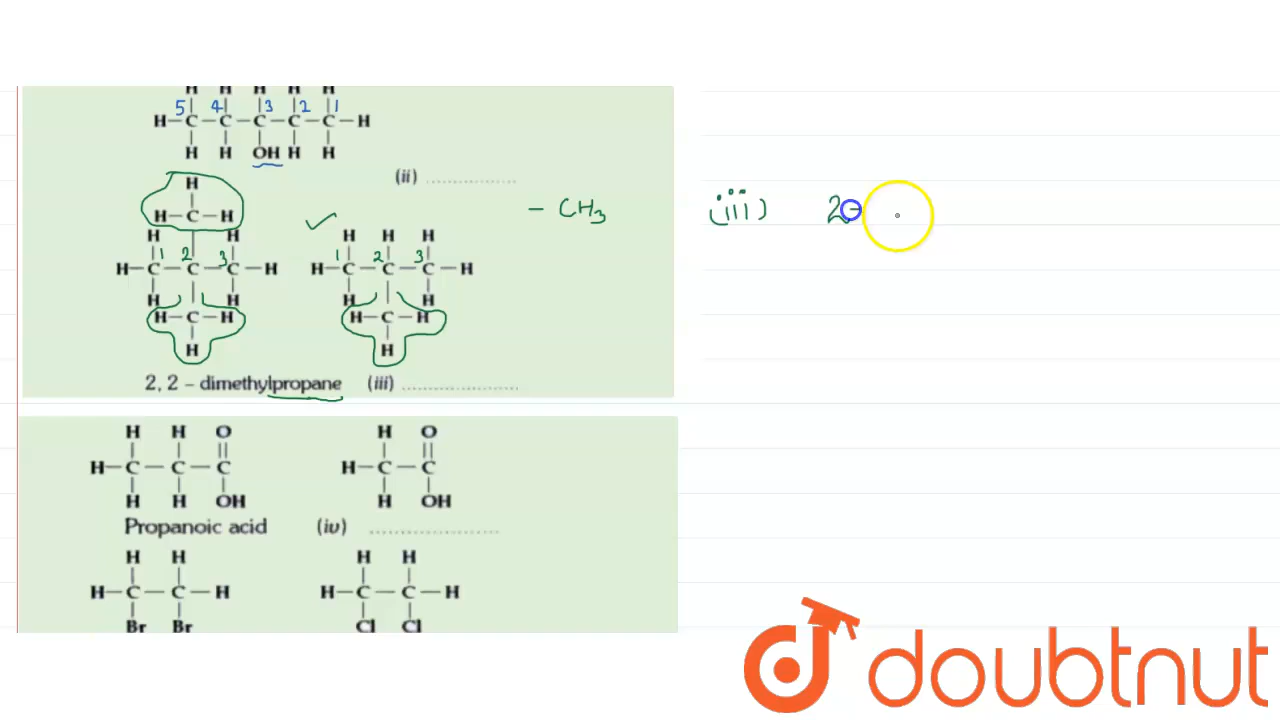 H H H H H
5 4 3 2 1
H-C-C-C-C-C-H
H H OH H H
(ii) ..................
H
H-C-H
H H H H H
1 2 3 1 2 3
H-C-C-C-H H-C-C-C-H
H H H H
H-C-H H-C-H
H H
2, 2 - dimethylpropane (iii) ......................
- CH3
(iii) 2-
H H O H O
H-C-C-C H-C-C
H H OH H OH
Propanoic acid (iv) ......................
H H H H
H-C-C-H H-C-C-H
Br Br Cl Cl
doubtnut